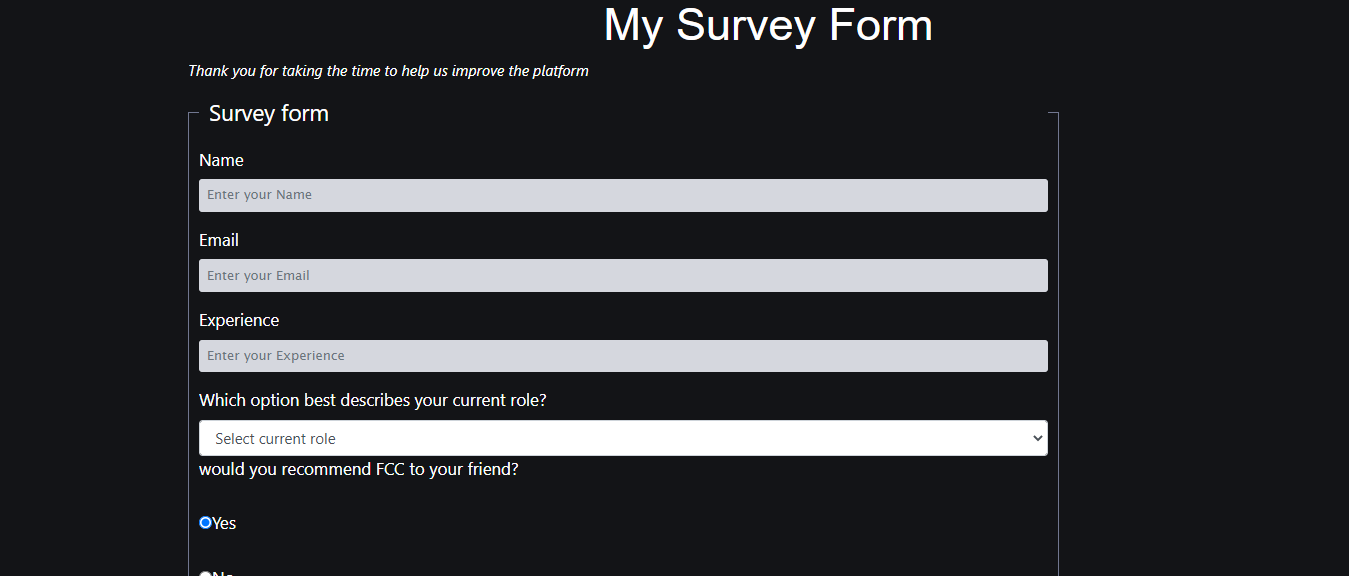 My Survey Form
Thank you for taking the time to help us improve the platform
Survey form
Name
Enter your Name
Email
Enter your Email
Experience
Enter your Experience
Which option best describes your current role?
Select current role
would you recommend FCC to your friend?
Yes